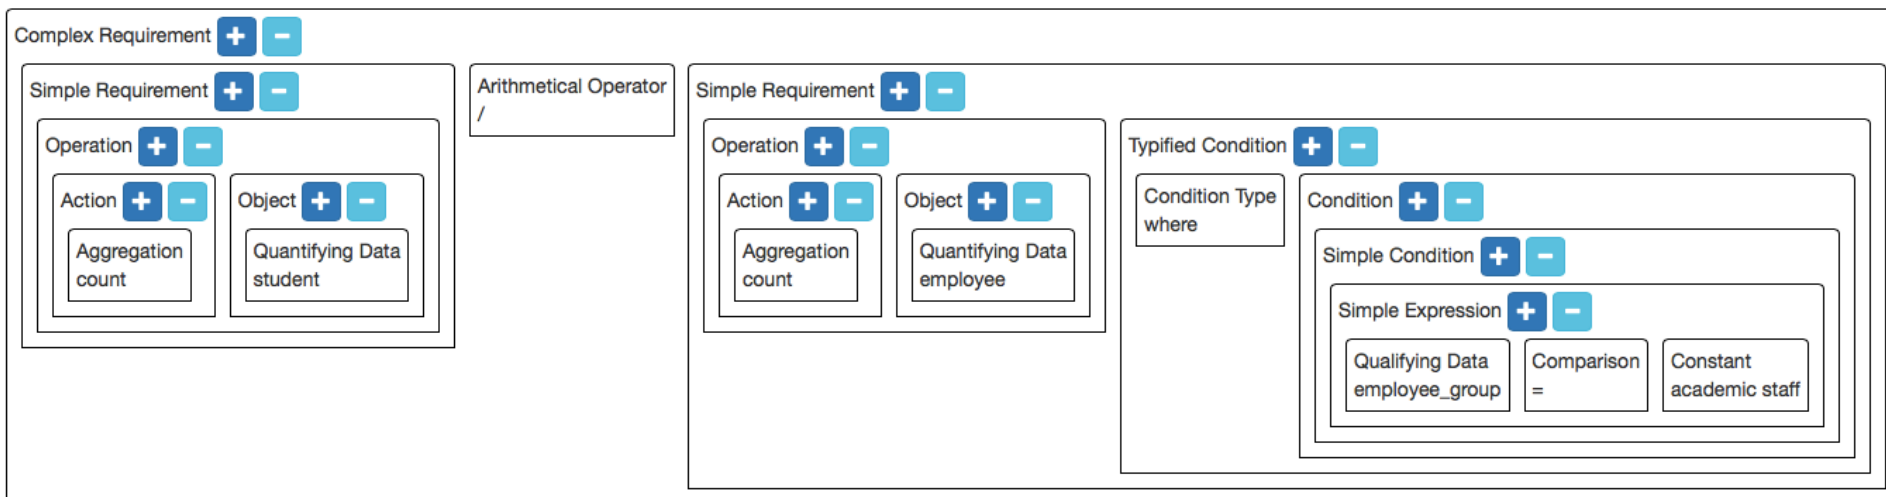 Complex Requirement + −
Simple Requirement + −
Operation + −
Action + −
Aggregation
count
Object + −
Quantifying Data
student
Arithmetical Operator
/
Simple Requirement + −
Operation + −
Action + −
Aggregation
count
Object + −
Quantifying Data
employee
Typified Condition + −
Condition Type
where
Condition + −
Simple Condition + −
Simple Expression + −
Qualifying Data
employee_group
Comparison
=
Constant
academic staff